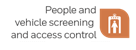 People and
vehicle screening
and access control